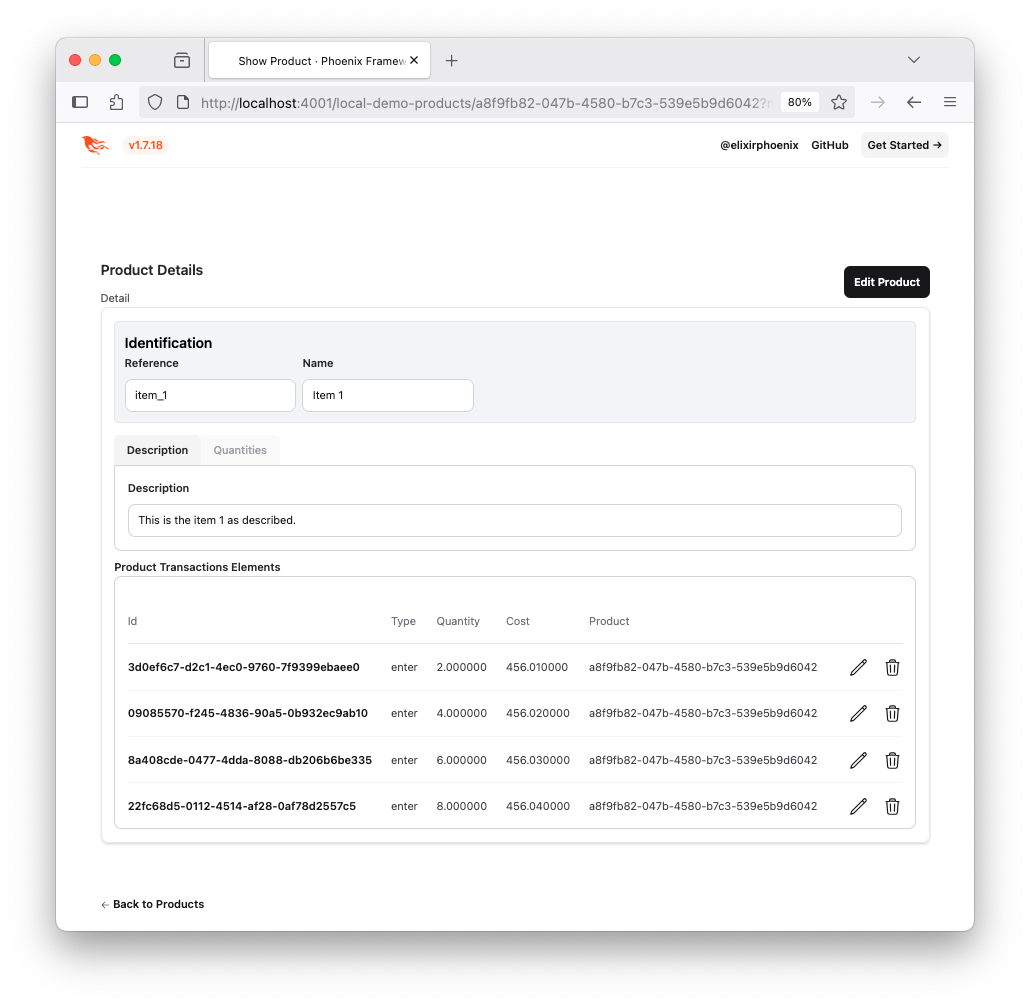 Show Product · Phoenix Framew
http://localhost:4001/local-demo-products/a8f9fb82-047b-4580-b7c3-539e5b9d6042?
80%
v1.7.18
@elixirphoenix GitHub Get Started →
Product Details
Edit Product
Detail
Identification
Reference Name
item_1 Item 1
Description Quantities
Description
This is the item 1 as described.
Product Transactions Elements
Id Type Quantity Cost Product
3d0ef6c7-d2c1-4ec0-9760-7f9399ebaee0 enter 2.000000 456.010000 a8f9fb82-047b-4580-b7c3-539e5b9d6042
09085570-f245-4836-90a5-0b932ec9ab10 enter 4.000000 456.020000 a8f9fb82-047b-4580-b7c3-539e5b9d6042
8a408cde-0477-4dda-8088-db206b6be335 enter 6.000000 456.030000 a8f9fb82-047b-4580-b7c3-539e5b9d6042
22fc68d5-0112-4514-af28-0af78d2557c5 enter 8.000000 456.040000 a8f9fb82-047b-4580-b7c3-539e5b9d6042
← Back to Products